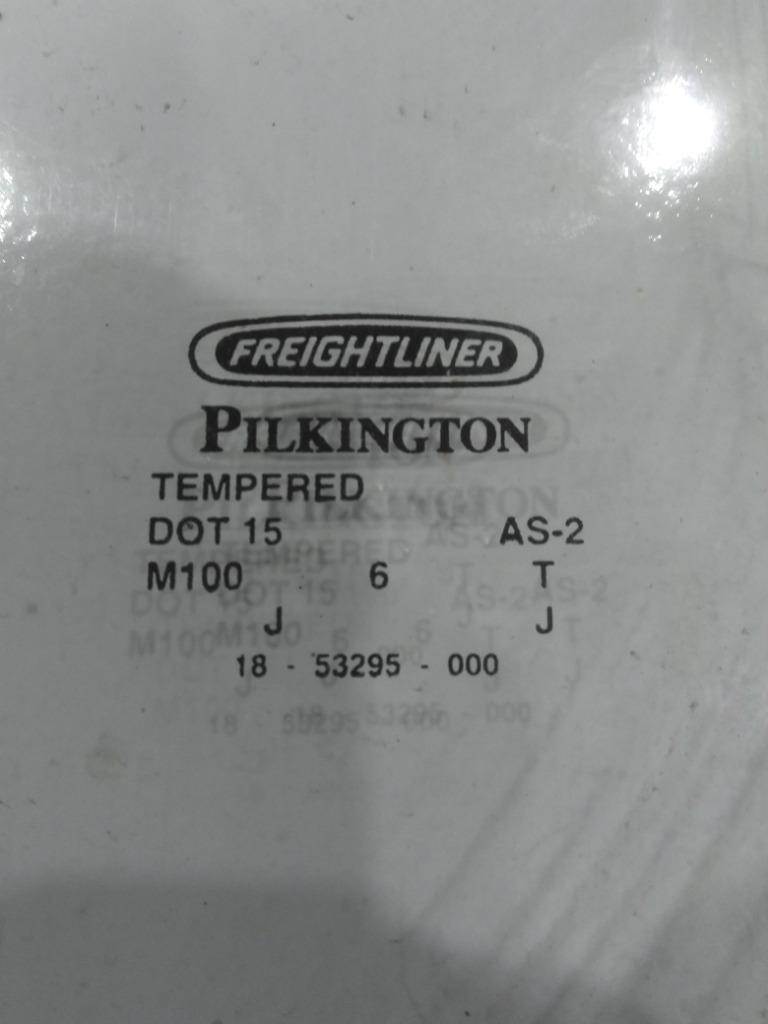 FREIGHTLINER
PILKINGTON
TEMPERED
DOT 15 AS-2
M100 6 T
J J
18 - 53295 - 000